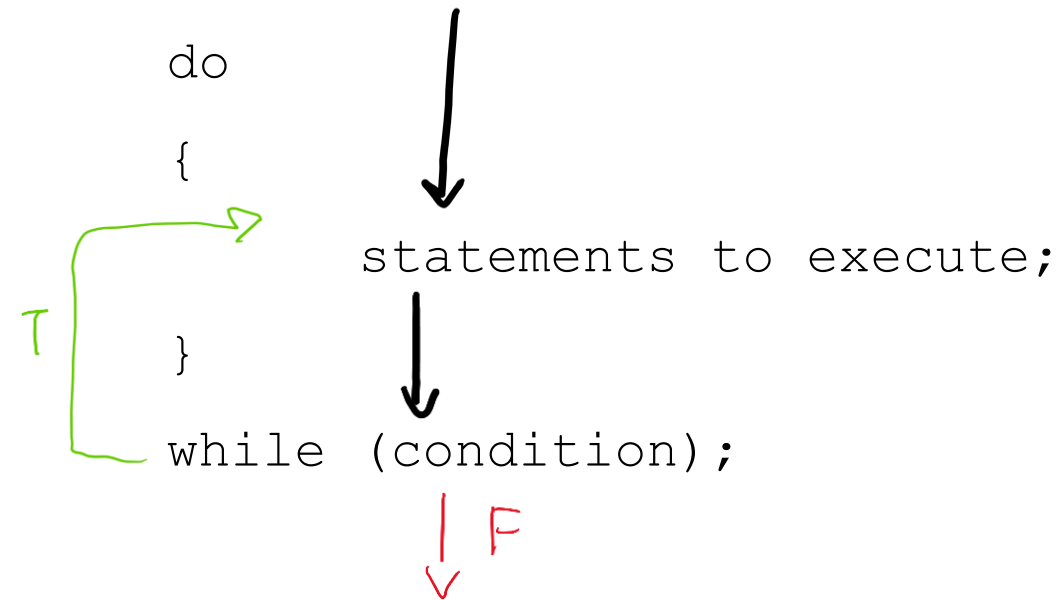 do
{
statements to execute;
T
}
while (condition);
F